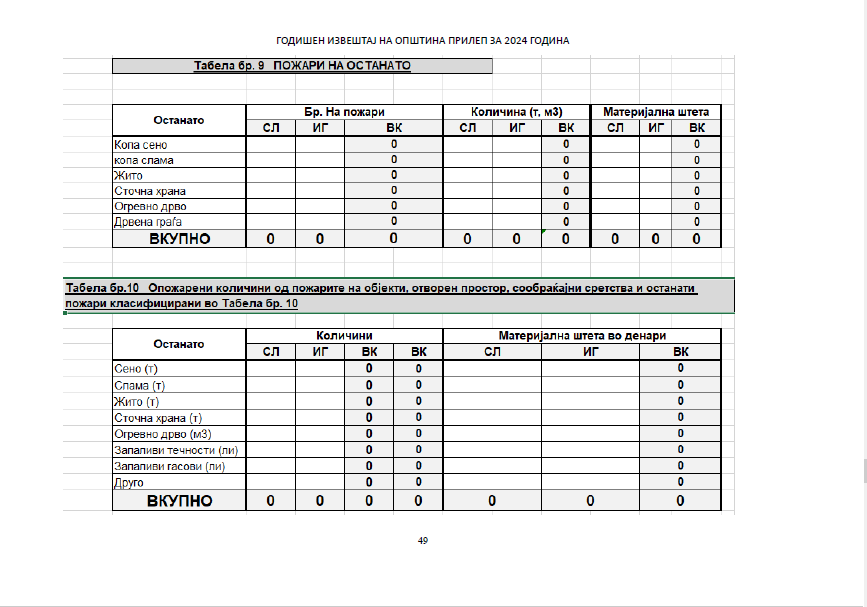 ГОДИШЕН ИЗВЕШТАЈ НА ОПШТИНА ПРИЛЕП ЗА 2024 ГОДИНА
Табела бр. 9 ПОЖАРИ НА ОСТАНАТО
Останато Бр. На пожари Количина (т, м3) Материјална штета
СЛ ИГ ВК СЛ ИГ ВК СЛ ИГ ВК
Копа сено 0 0 0
копа слама 0 0 0
Жито 0 0 0
Сточна храна 0 0 0
Огревно дрво 0 0 0
Дрвена граѓа 0 0 0
ВКУПНО 0 0 0 0 0 0 0 0 0
Табела бр.10 Опожарени количини од пожарите на објекти, отворен простор, сообраќајни сретства и останати
пожари класифицирани во Табела бр. 10
Останато Количини Материјална штета во денари
СЛ ИГ ВК ВК СЛ ИГ ВК
Сено (т) 0 0 0
Слама (т) 0 0 0
Жито (т) 0 0 0
Сточна храна (т) 0 0 0
Огревно дрво (м3) 0 0 0
Запаливи течности (ли) 0 0 0
Запаливи гасови (ли) 0 0 0
Друго 0 0 0
ВКУПНО 0 0 0 0 0 0 0
49